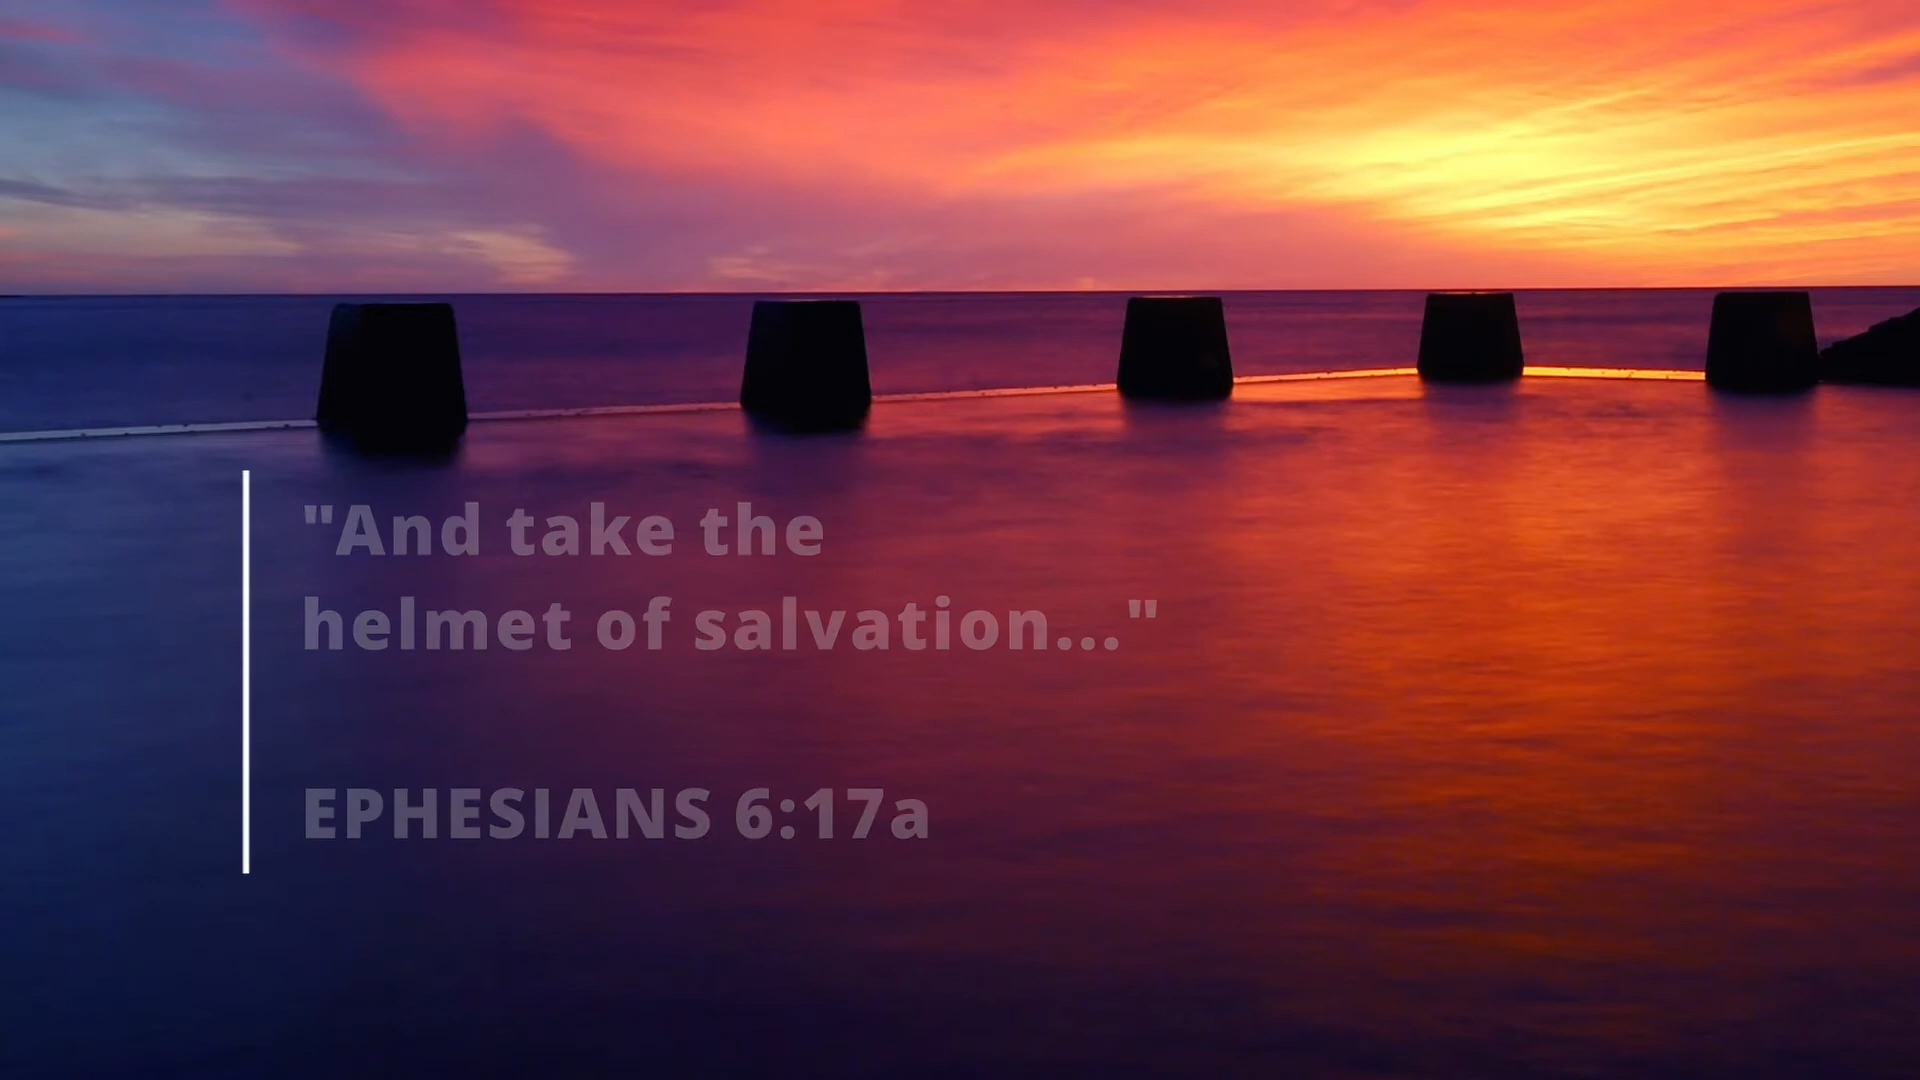 "And take the
helmet of salvation..."
EPHESIANS 6:17a